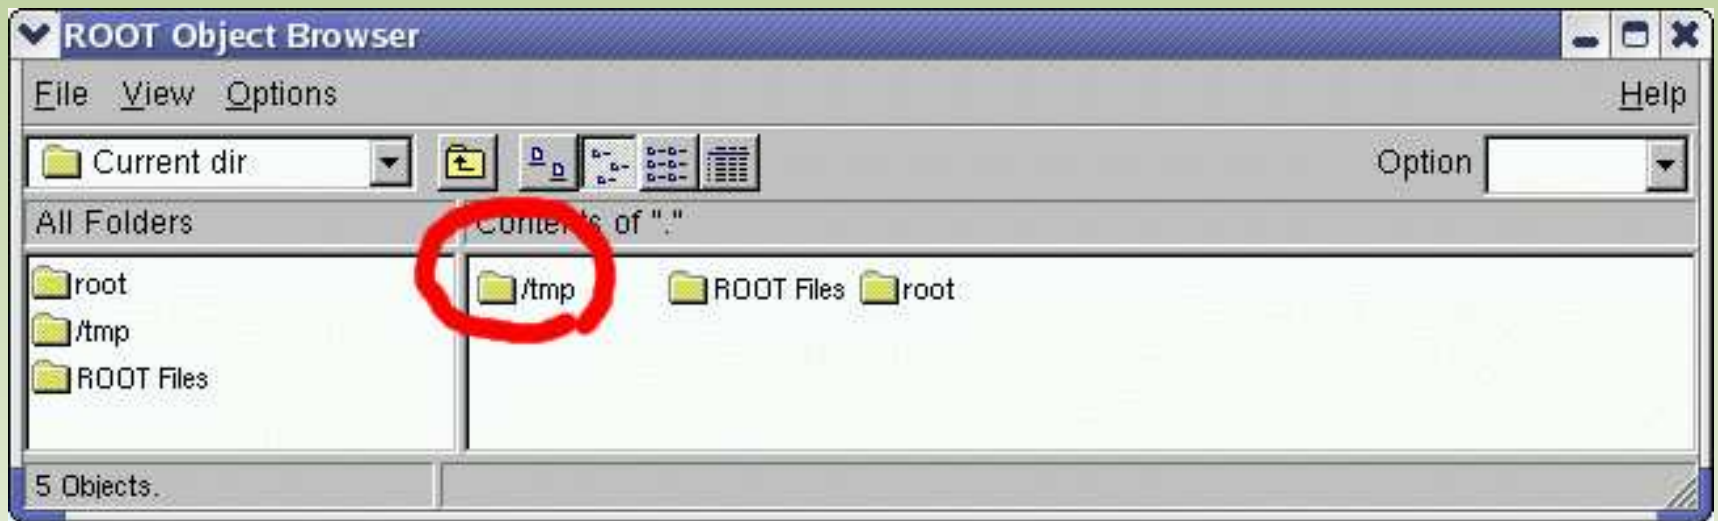 ROOT Object Browser
File View Options Help
Current dir Option
All Folders Contents of "."
root
/tmp
ROOT Files
/tmp ROOT Files root
5 Objects.